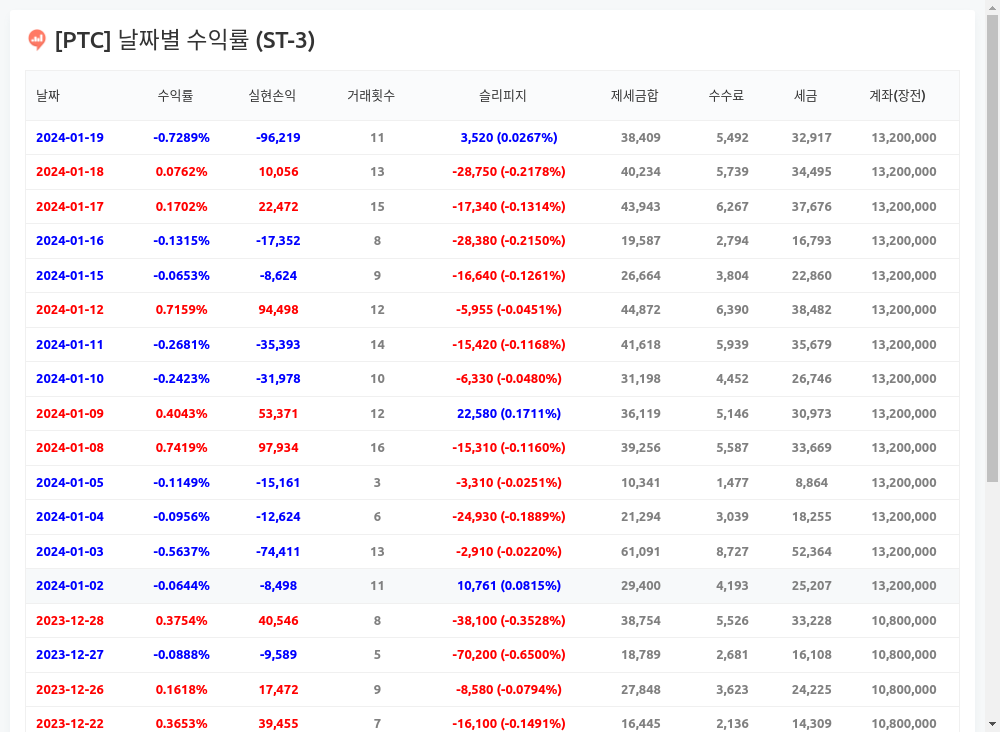 [PTC] 날짜별 수익률 (ST-3)
날짜 수익률 실현손익 거래횟수 슬리피지 제세금합 수수료 세금 계좌(장전)
2024-01-19 -0.7289% -96,219 11 3,520 (0.0267%) 38,409 5,492 32,917 13,200,000
2024-01-18 0.0762% 10,056 13 -28,750 (-0.2178%) 40,234 5,739 34,495 13,200,000
2024-01-17 0.1702% 22,472 15 -17,340 (-0.1314%) 43,943 6,267 37,676 13,200,000
2024-01-16 -0.1315% -17,352 8 -28,380 (-0.2150%) 19,587 2,794 16,793 13,200,000
2024-01-15 -0.0653% -8,624 9 -16,640 (-0.1261%) 26,664 3,804 22,860 13,200,000
2024-01-12 0.7159% 94,498 12 -5,955 (-0.0451%) 44,872 6,390 38,482 13,200,000
2024-01-11 -0.2681% -35,393 14 -15,420 (-0.1168%) 41,618 5,939 35,679 13,200,000
2024-01-10 -0.2423% -31,978 10 -6,330 (-0.0480%) 31,198 4,452 26,746 13,200,000
2024-01-09 0.4043% 53,371 12 22,580 (0.1711%) 36,119 5,146 30,973 13,200,000
2024-01-08 0.7419% 97,934 16 -15,310 (-0.1160%) 39,256 5,587 33,669 13,200,000
2024-01-05 -0.1149% -15,161 3 -3,310 (-0.0251%) 10,341 1,477 8,864 13,200,000
2024-01-04 -0.0956% -12,624 6 -24,930 (-0.1889%) 21,294 3,039 18,255 13,200,000
2024-01-03 -0.5637% -74,411 13 -2,910 (-0.0220%) 61,091 8,727 52,364 13,200,000
2024-01-02 -0.0644% -8,498 11 10,761 (0.0815%) 29,400 4,193 25,207 13,200,000
2023-12-28 0.3754% 40,546 8 -38,100 (-0.3528%) 38,754 5,526 33,228 10,800,000
2023-12-27 -0.0888% -9,589 5 -70,200 (-0.6500%) 18,789 2,681 16,108 10,800,000
2023-12-26 0.1618% 17,472 9 -8,580 (-0.0794%) 27,848 3,623 24,225 10,800,000
2023-12-22 0.3653% 39,455 7 -16,100 (-0.1491%) 16,445 2,136 14,309 10,800,000